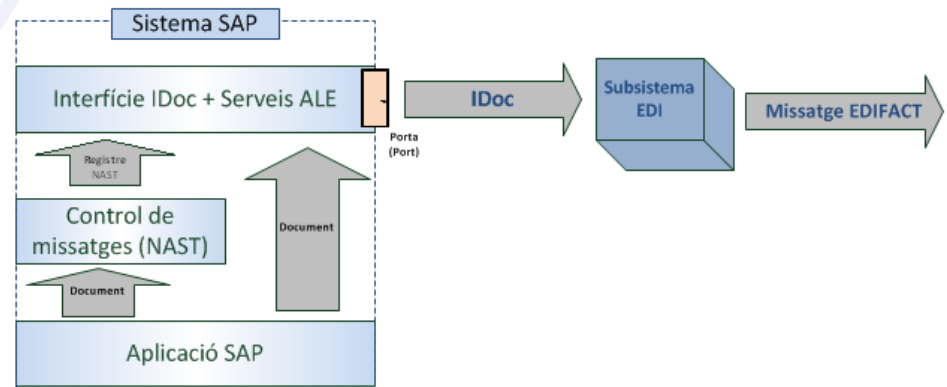 Sistema SAP
Interfície IDoc + Serveis ALE
IDoc
Subsistema
EDI
Missatge EDIFACT
Porta
(Port)
Registre
NAST
Document
Control de
missatges (NAST)
Document
Aplicació SAP